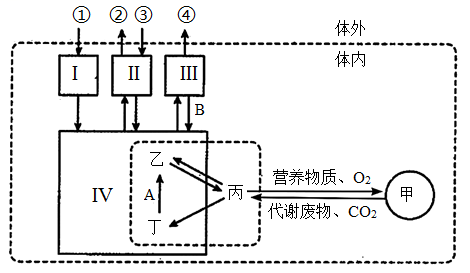 ① ② ③ ④
体外
体内
I II III
B
乙
营养物质、O₂
IV A 丙 甲
代谢废物、CO₂
丁